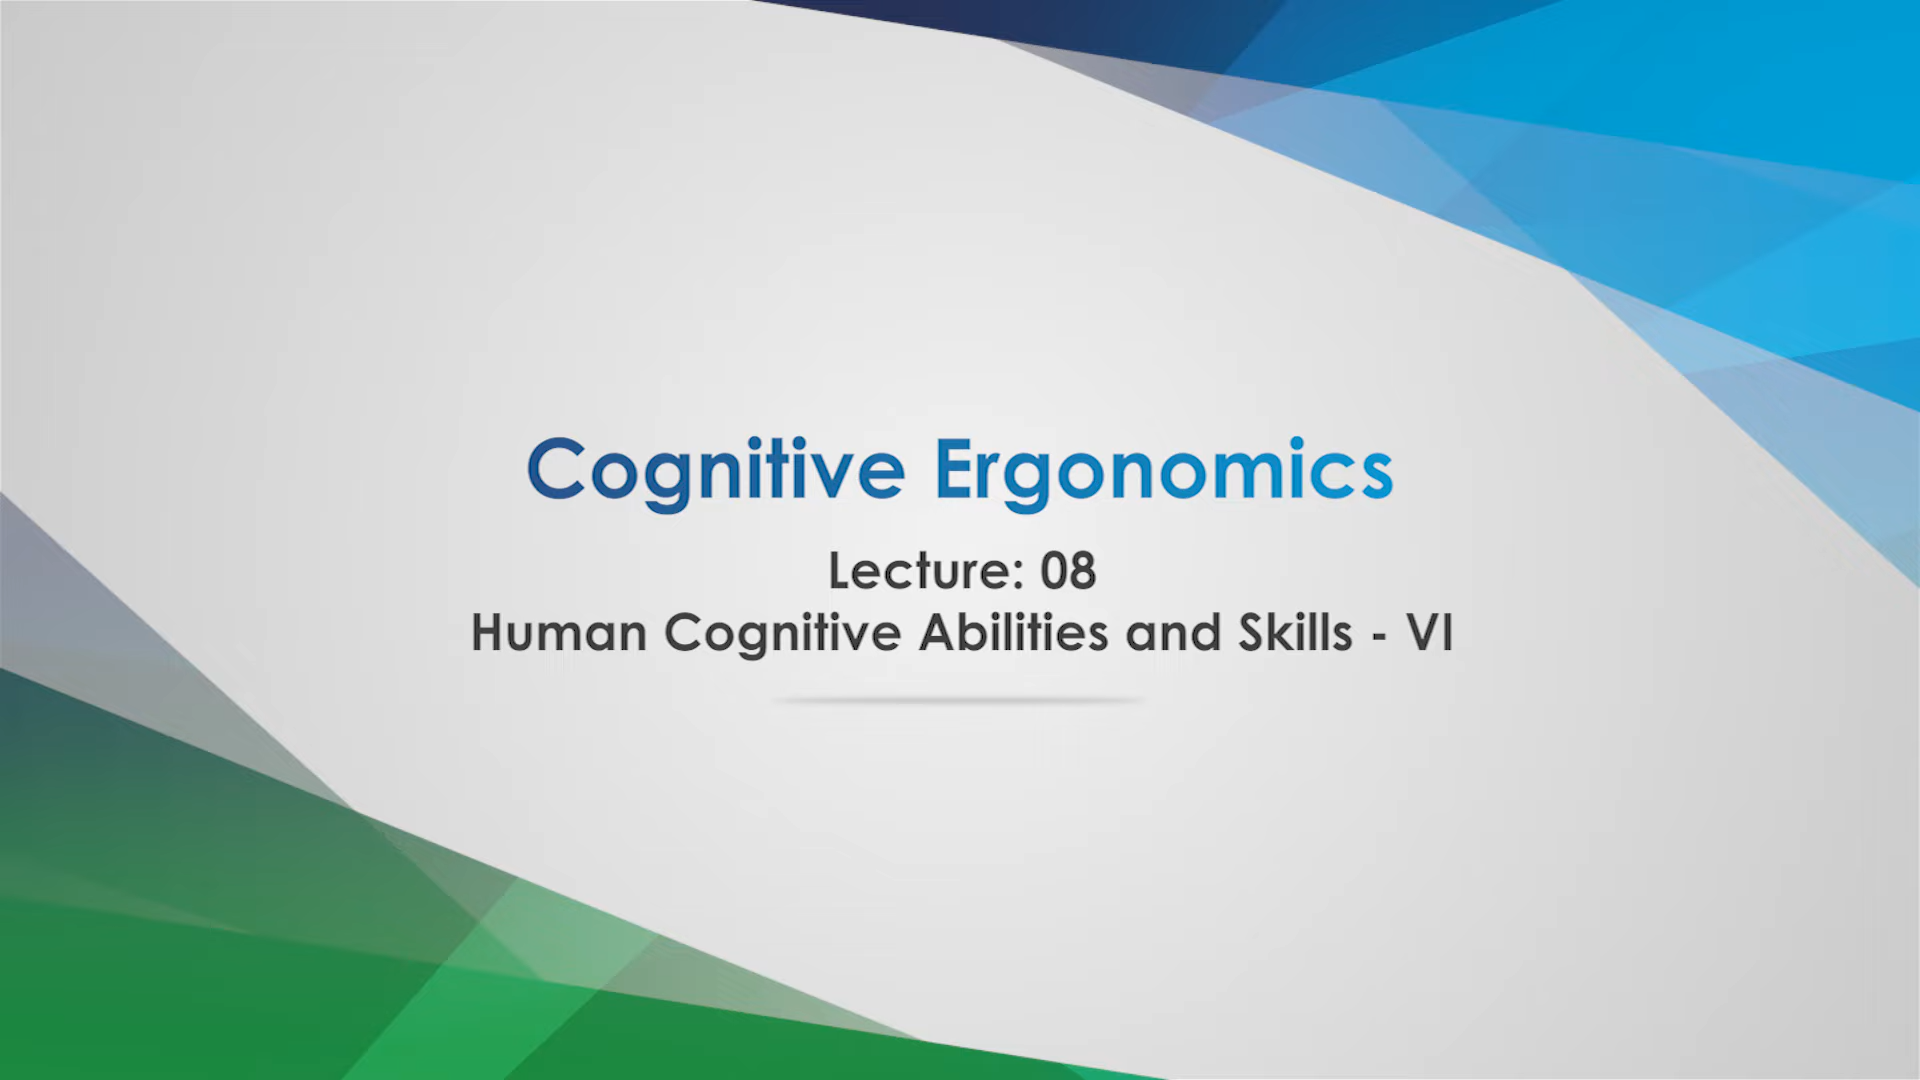 Cognitive Ergonomics
Lecture: 08
Human Cognitive Abilities and Skills - VI